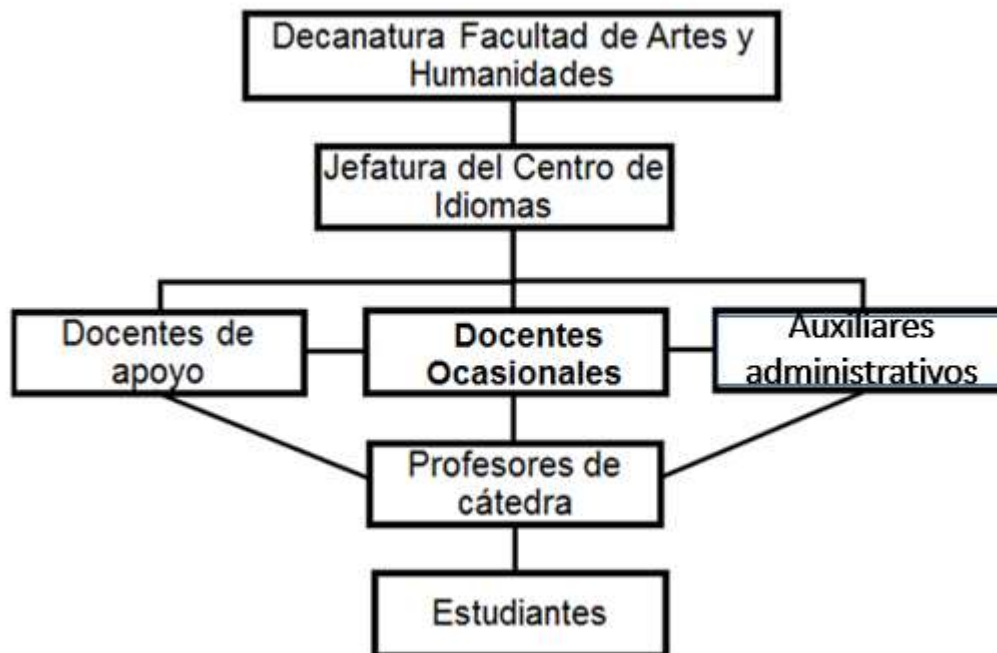 Decanatura Facultad de Artes y
Humanidades
Jefatura del Centro de
Idiomas
Docentes de
apoyo
Docentes
Ocasionales
Auxiliares
administrativos
Profesores de
cátedra
Estudiantes